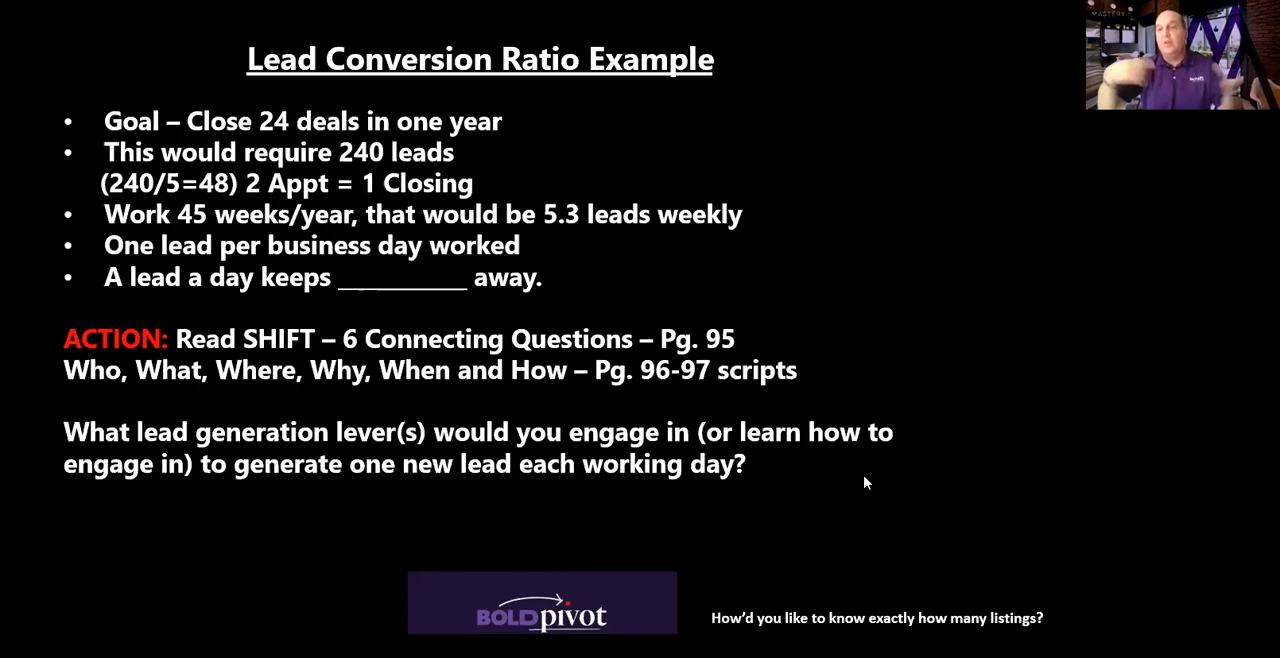 MASTERY
Lead Conversion Ratio Example
• Goal – Close 24 deals in one year
• This would require 240 leads
(240/5=48) 2 Appt = 1 Closing
• Work 45 weeks/year, that would be 5.3 leads weekly
• One lead per business day worked
• A lead a day keeps __________ away.
ACTION: Read SHIFT – 6 Connecting Questions – Pg. 95
Who, What, Where, Why, When and How – Pg. 96-97 scripts
What lead generation lever(s) would you engage in (or learn how to
engage in) to generate one new lead each working day?
BOLDpivot
How’d you like to know exactly how many listings?